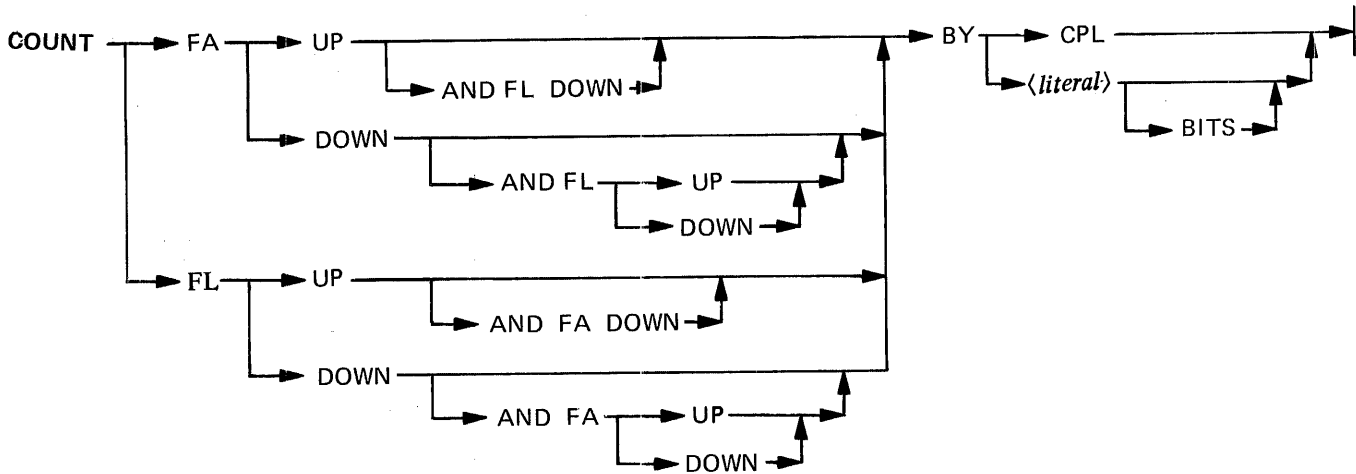 COUNT FA UP BY CPL
AND FL DOWN ⟨literal⟩
DOWN BITS
AND FL UP
DOWN
FL UP
AND FA DOWN
DOWN
AND FA UP
DOWN